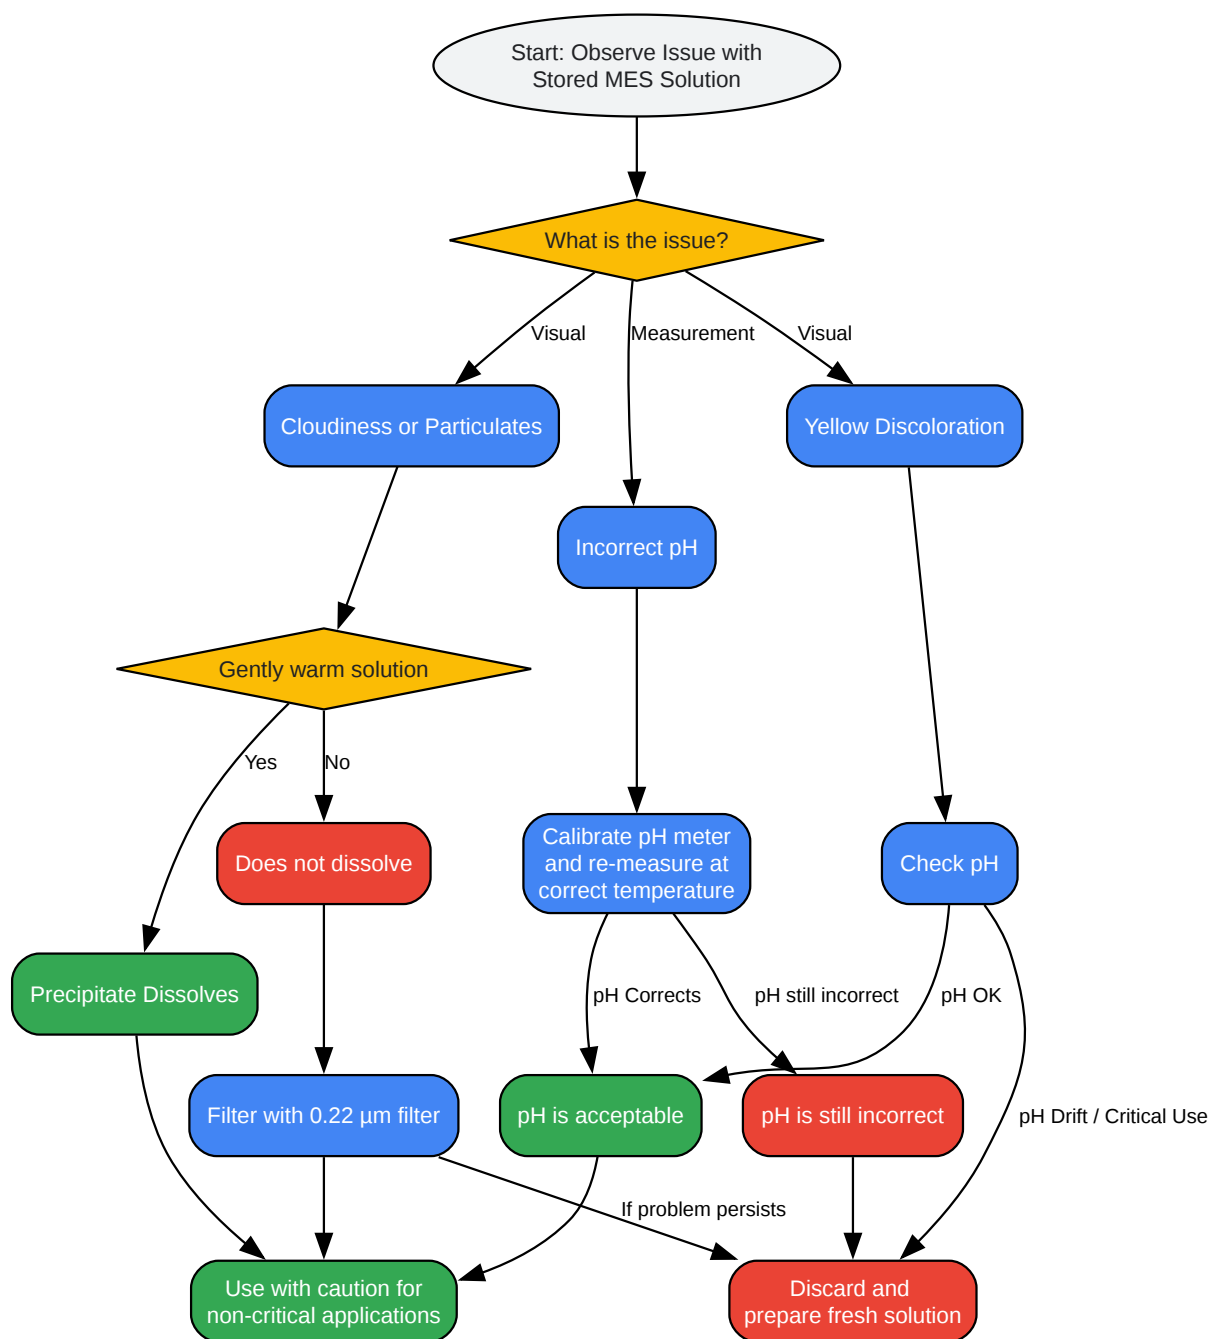 Start: Observe Issue with
Stored MES Solution
What is the issue?
Visual
Measurement
Visual
Cloudiness or Particulates
Yellow Discoloration
Incorrect pH
Gently warm solution
Yes
No
Does not dissolve
Calibrate pH meter
and re-measure at
correct temperature
Check pH
Precipitate Dissolves
pH Corrects
pH still incorrect
pH OK
Filter with 0.22 µm filter
pH is acceptable
pH is still incorrect
pH Drift / Critical Use
If problem persists
Use with caution for
non-critical applications
Discard and
prepare fresh solution